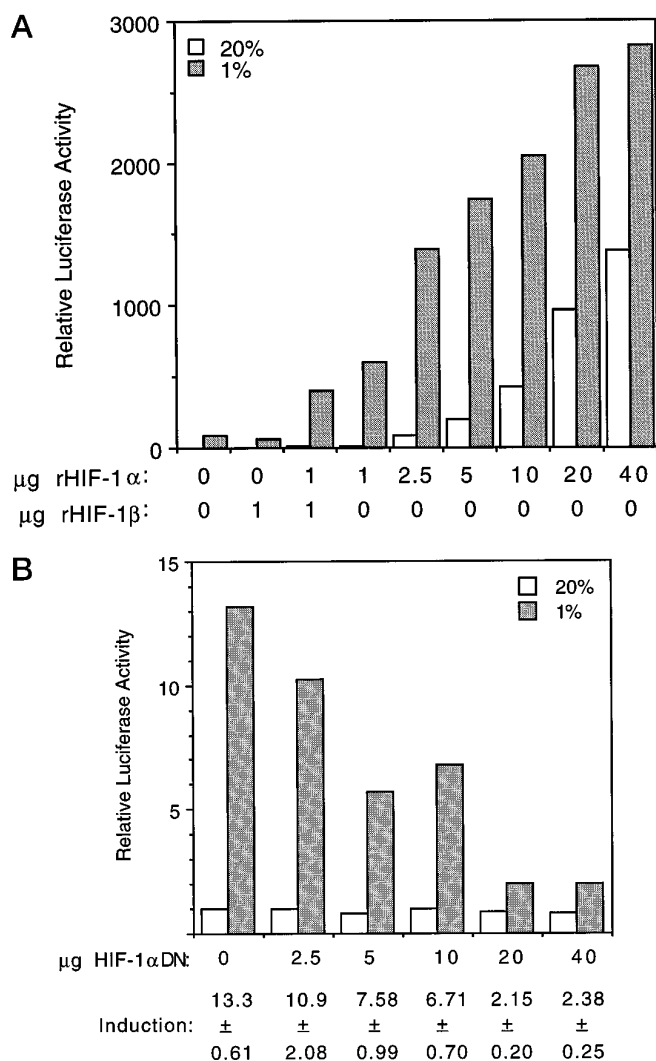 A
3000
20%
1%
2000
1000
0
Relative Luciferase Activity
μg rHIF-1α: 0 0 1 1 2.5 5 10 20 40
μg rHIF-1β: 0 1 1 0 0 0 0 0 0
B
15
20%
1%
10
5
Relative Luciferase Activity
μg HIF-1αDN: 0 2.5 5 10 20 40
13.3 10.9 7.58 6.71 2.15 2.38
Induction: ± ± ± ± ± ±
0.61 2.08 0.99 0.70 0.20 0.25